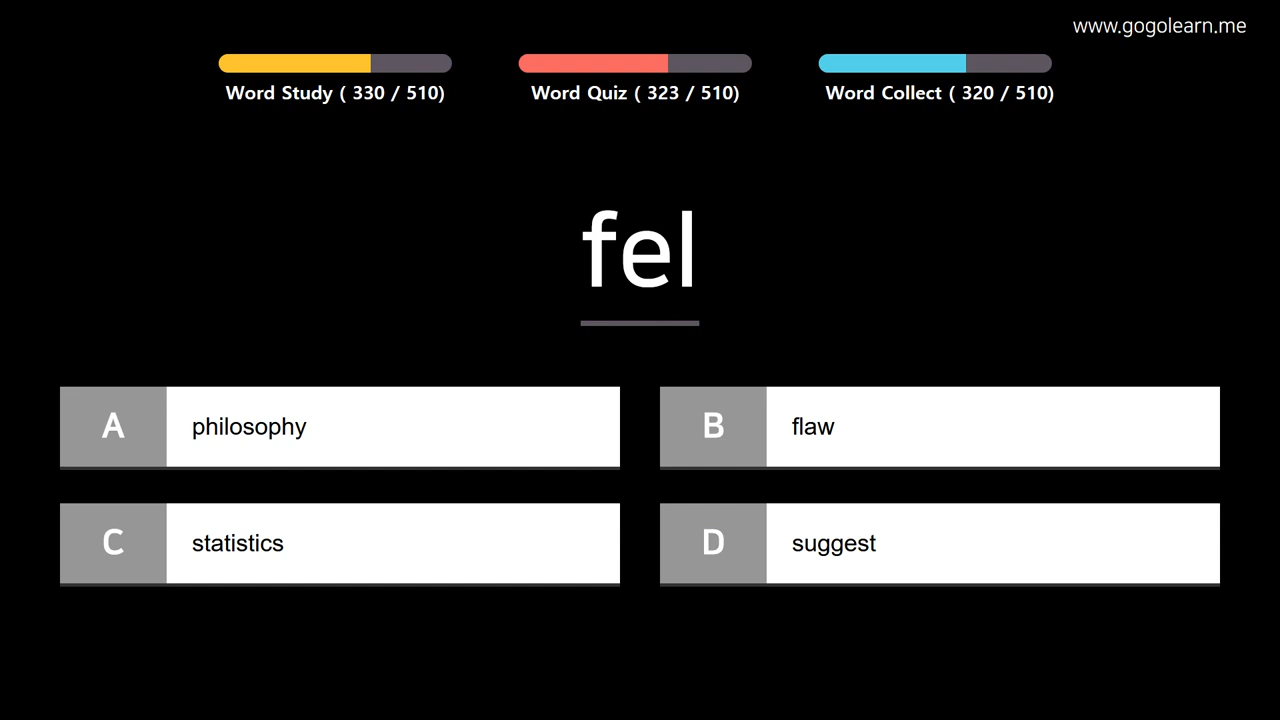 www.gogolearn.me
Word Study ( 330 / 510)
Word Quiz ( 323 / 510)
Word Collect ( 320 / 510)
fel
A philosophy
B flaw
C statistics
D suggest